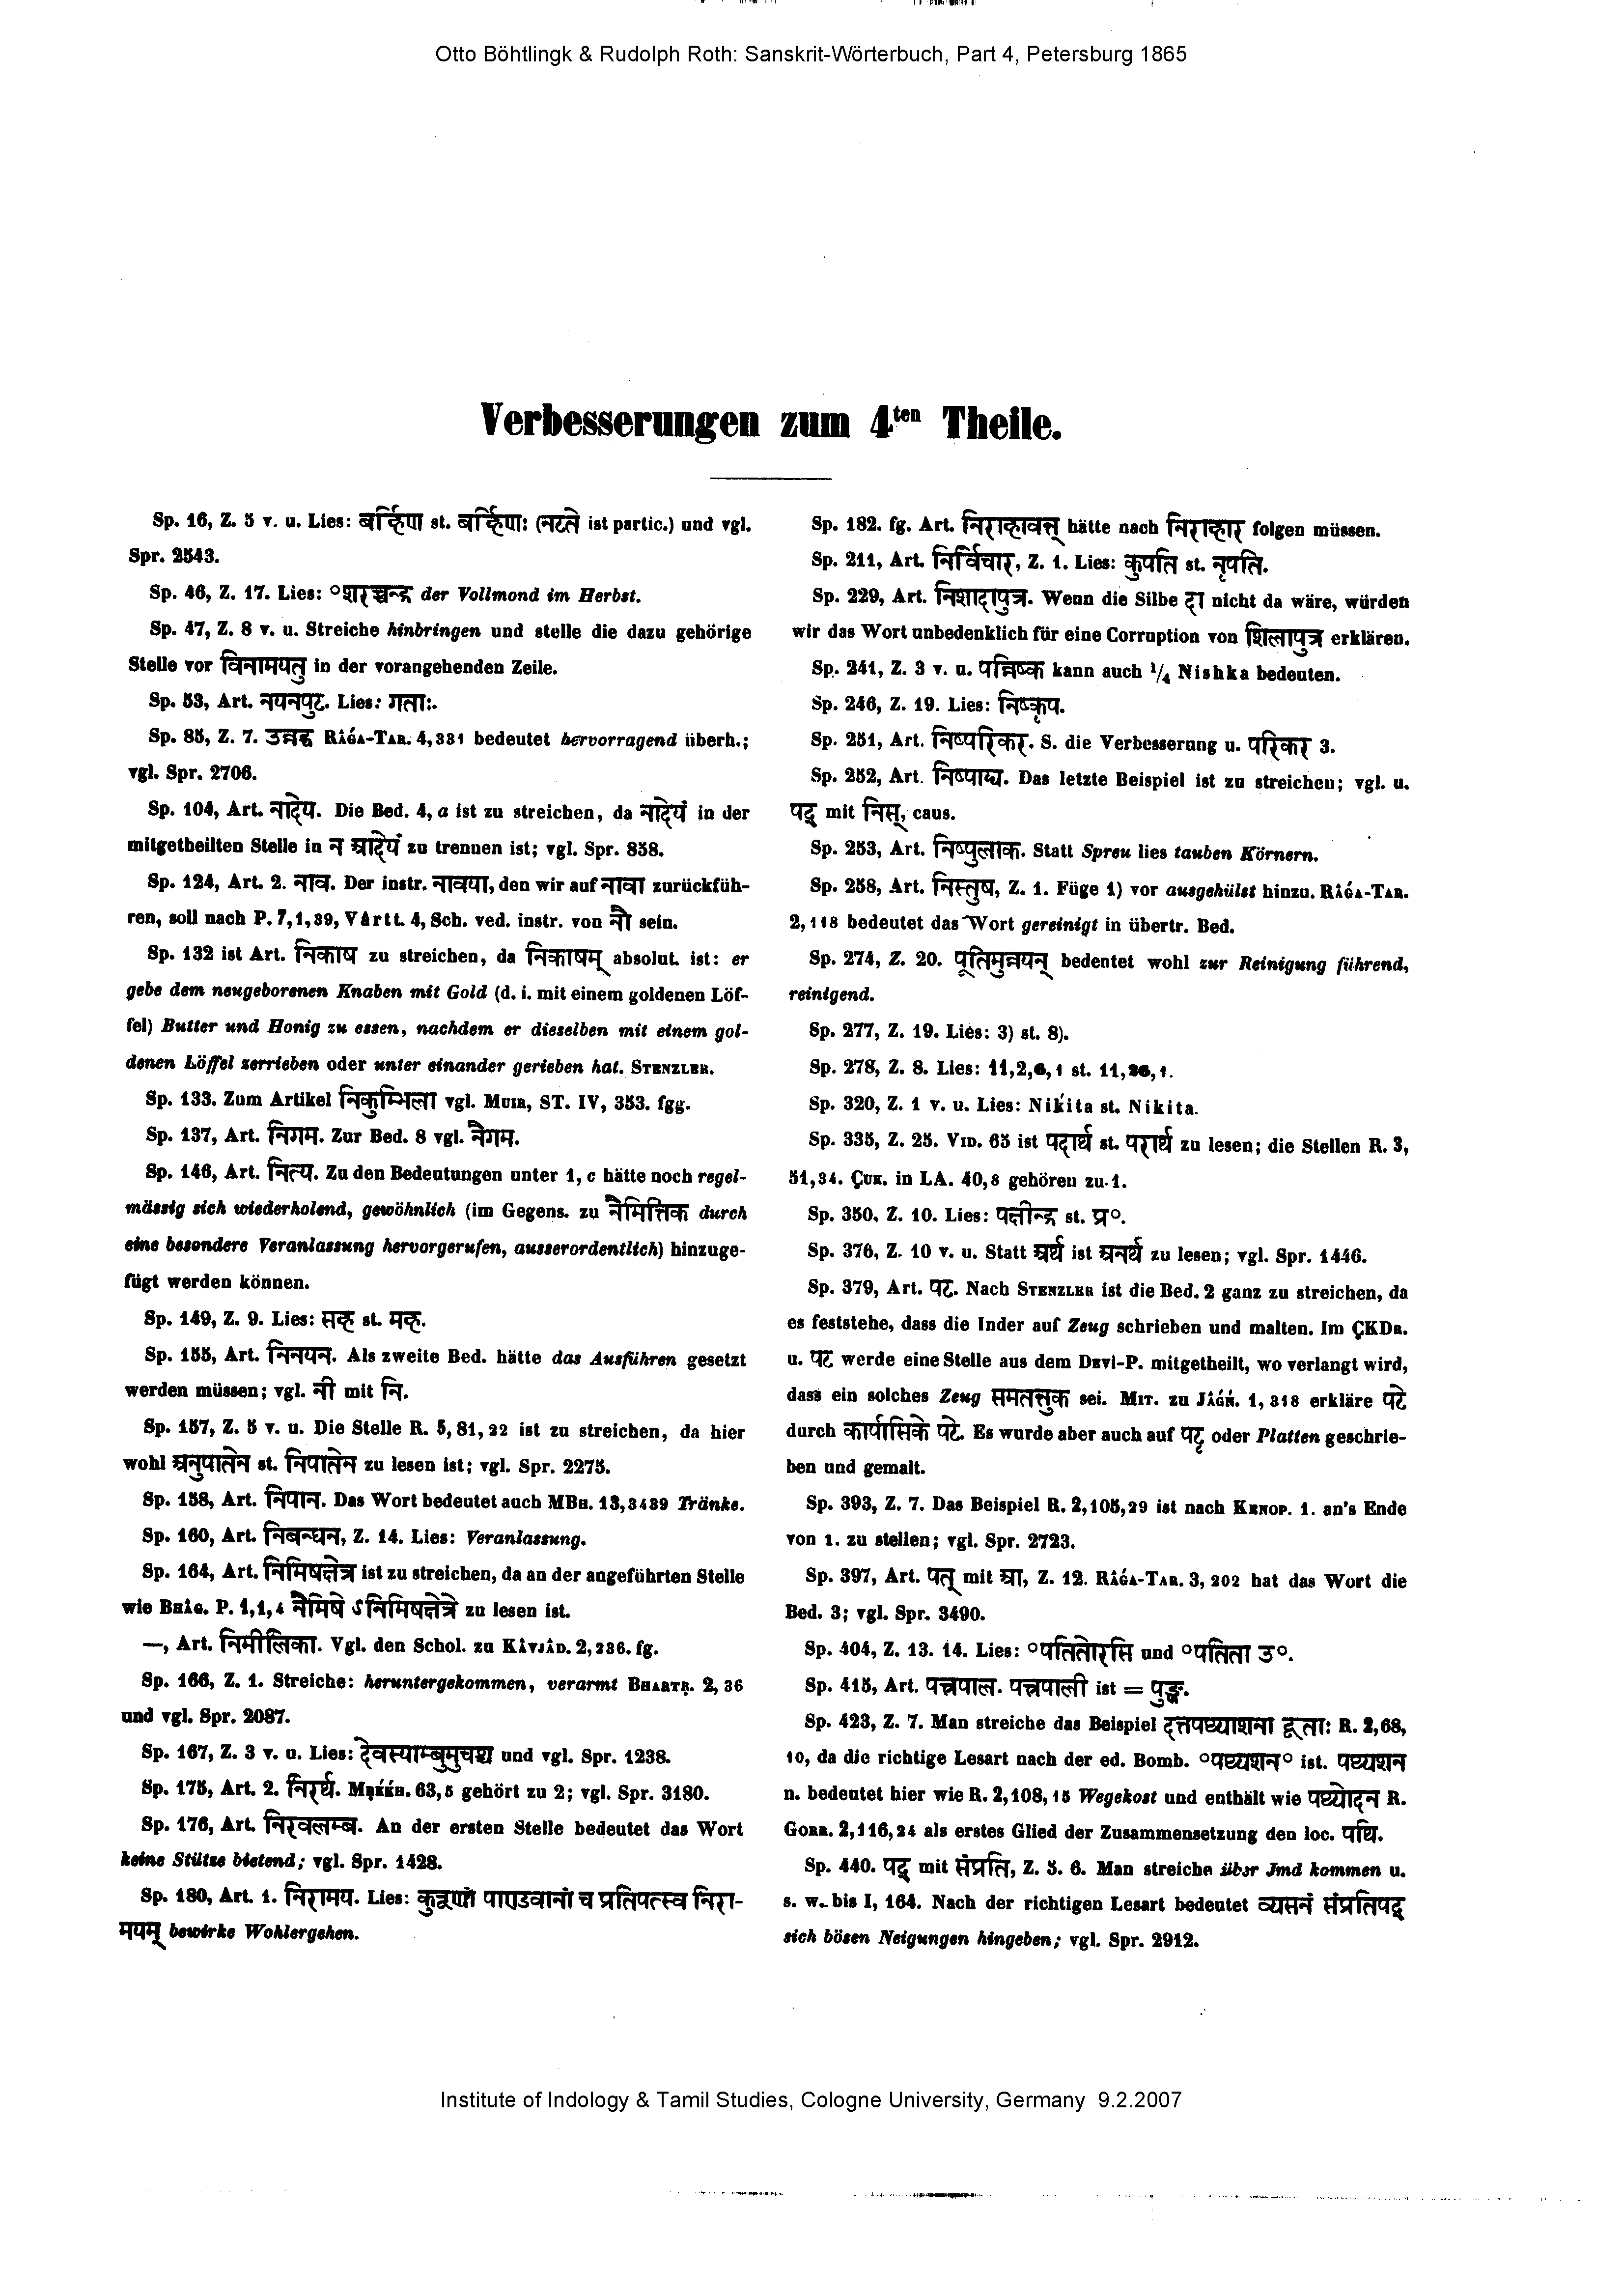 Otto Böhtlingk & Rudolph Roth: Sanskrit-Wörterbuch, Part 4, Petersburg 1865
Verbesserungen zum 4ten Theile.
Sp. 16, Z. 5 v. u. Lies: बर्हिण st. बर्हिणः (नटते ist partic.) und vgl.
Spr. 2543.
Sp. 46, Z. 17. Lies: °शरच्चन्द्र der Vollmond im Herbst.
Sp. 47, Z. 8 v. u. Streiche hinbringen und stelle die dazu gehörige
Stelle vor विनामयतु in der vorangehenden Zeile.
Sp. 53, Art. नयनपुट. Lies: गताः.
Sp. 85, Z. 7. उन्नद्ध RÂǴA-TAR. 4,331 bedeutet hervorragend überh.;
vgl. Spr. 2706.
Sp. 104, Art. नादेय. Die Bed. 4, a ist zu streichen, da नादेयं in der
mitgetheilten Stelle in न आदेयं zu trennen ist; vgl. Spr. 858.
Sp. 124, Art. 2. नाव. Der instr. नावया, den wir auf नावा zurückfüh-
ren, soll nach P. 7,1,39, VÂRTT. 4, Sch. ved. instr. von नौ sein.
Sp. 132 ist Art. निकाष zu streichen, da निकाषम् absolut. ist: er
gebe dem neugeborenen Knaben mit Gold (d. i. mit einem goldenen Löf-
fel) Butter und Honig zu essen, nachdem er dieselben mit einem gol-
denen Löffel zerrieben oder unter einander gerieben hat. STENZLER.
Sp. 133. Zum Artikel निकुम्भिला vgl. MUIR, ST. IV, 353. fgg.
Sp. 137, Art. निगम. Zur Bed. 8 vgl. नैगम.
Sp. 146, Art. नित्य. Zu den Bedeutungen unter 1, c hätte noch regel-
mässig sich wiederholend, gewöhnlich (im Gegens. zu नैमित्तिक durch
eine besondere Veranlassung hervorgerufen, ausserordentlich) hinzuge-
fügt werden können.
Sp. 149, Z. 9. Lies: सक् st. मक्.
Sp. 155, Art. निनयन. Als zweite Bed. hätte das Ausführen gesetzt
werden müssen; vgl. नी mit नि.
Sp. 157, Z. 5 v. u. Die Stelle R. 5,81,22 ist zu streichen, da hier
wohl अनुपातेन st. निपातेन zu lesen ist; vgl. Spr. 2275.
Sp. 158, Art. निपान. Das Wort bedeutet auch MBH. 13,3439 Tränke.
Sp. 160, Art. निबन्धन, Z. 14. Lies: Veranlassung.
Sp. 164, Art. निमिषक्षेत्र ist zu streichen, da an der angeführten Stelle
wie BHÂG. P. 1,1,4 नैमिषे ऽनिमिषक्षेत्रे zu lesen ist.
—, Art. निमीलिका. Vgl. den Schol. zu KÂVJÂD. 2,236. fg.
Sp. 166, Z. 1. Streiche: heruntergekommen, verarmt BHARTṚ. 2, 36
und vgl. Spr. 2087.
Sp. 167, Z. 3 v. u. Lies: देवस्याम्बुमुचश्च und vgl. Spr. 1238.
Sp. 175, Art. 2. निरर्थ. MṚḰḰH. 63,5 gehört zu 2; vgl. Spr. 3180.
Sp. 176, Art. निरवलम्ब. An der ersten Stelle bedeutet das Wort
keine Stütze bietend; vgl. Spr. 1428.
Sp. 180, Art. 1. निरामय. Lies: कुरूणां पाण्डवानां च प्रतिपत्स्व निरा-
मयम् bewirke Wohlergehen.
Sp. 182. fg. Art. निराकावत्त् hätte nach निराकार folgen müssen.
Sp. 211, Art. निर्विचार, Z. 1. Lies: कुपति st. नृपति.
Sp. 229, Art. निशादापुत्र. Wenn die Silbe दा nicht da wäre, würden
wir das Wort unbedenklich für eine Corruption von शिलापुत्र erklären.
Sp. 241, Z. 3 v. u. पन्निष्क kann auch 1/4 Nishka bedeuten.
Sp. 246, Z. 19. Lies: निष्कृप.
Sp. 251, Art. निष्परिकर. S. die Verbesserung u. परिकर 3.
Sp. 252, Art. निष्पाद्य. Das letzte Beispiel ist zu streichen; vgl. u.
पद् mit निस्, caus.
Sp. 253, Art. निष्पुलाक. Statt Spreu lies tauben Körnern.
Sp. 258, Art. निस्तुष, Z. 1. Füge 1) vor ausgehülst hinzu. RÂǴA-TAR.
2,118 bedeutet das Wort gereinigt in übertr. Bed.
Sp. 274, Z. 20. पूतिमुन्नयन् bedentet wohl zur Reinigung führend,
reinigend.
Sp. 277, Z. 19. Lies: 3) st. 8).
Sp. 278, Z. 8. Lies: 11,2,6,1 st. 11,26,1.
Sp. 320, Z. 1 v. u. Lies: Niḱita st. Nikita.
Sp. 335, Z. 25. VID. 65 ist पदार्थ st. परार्थ zu lesen; die Stellen R. 3,
51,34. ÇUK. in LA. 40,8 gehören zu 1.
Sp. 350, Z. 10. Lies: पक्षीन्द्र st. प्र°.
Sp. 376, Z. 10 v. u. Statt अर्थ ist अनर्थ zu lesen; vgl. Spr. 1446.
Sp. 379, Art. पट. Nach STENZLER ist die Bed. 2 ganz zu streichen, da
es feststehe, dass die Inder auf Zeug schrieben und malten. Im ÇKDR.
u. पट werde eine Stelle aus dem DEVÎ-P. mitgetheilt, wo verlangt wird,
dass ein solches Zeug समतन्तुक sei. MIT. zu JÂǴŃ. 1, 318 erkläre पटे
durch कार्पासिके पटे. Es wurde aber auch auf पट्ट oder Platten geschrie-
ben und gemalt.
Sp. 393, Z. 7. Das Beispiel R. 2,105,29 ist nach KENOP. 1. an's Ende
von 1. zu stellen; vgl. Spr. 2723.
Sp. 397, Art. पत् mit आ, Z. 12. RÂǴA-TAR. 3, 202 hat das Wort die
Bed. 3; vgl. Spr. 3490.
Sp. 404, Z. 13. 14. Lies: °पतितोरसि und °पतिता उ°.
Sp. 415, Art. पत्त्रपाल. पत्त्रपाली ist = पुङ्ख.
Sp. 423, Z. 7. Man streiche das Beispiel दत्तपथ्याशना दूताः R. 2,68,
10, da die richtige Lesart nach der ed. Bomb. °पथ्यशन° ist. पथ्यशन
n. bedeutet hier wie R. 2,108,15 Wegekost und enthält wie पथ्योदन R.
GORR. 2,116,24 als erstes Glied der Zusammensetzung den loc. पथि.
Sp. 440. पद् mit संप्रति, Z. 5. 6. Man streiche über Jmd kommen u.
s. w. bis I, 164. Nach der richtigen Lesart bedeutet व्यसनं संप्रतिपद्
sich bösen Neigungen hingeben; vgl. Spr. 2912.
Institute of Indology & Tamil Studies, Cologne University, Germany 9.2.2007